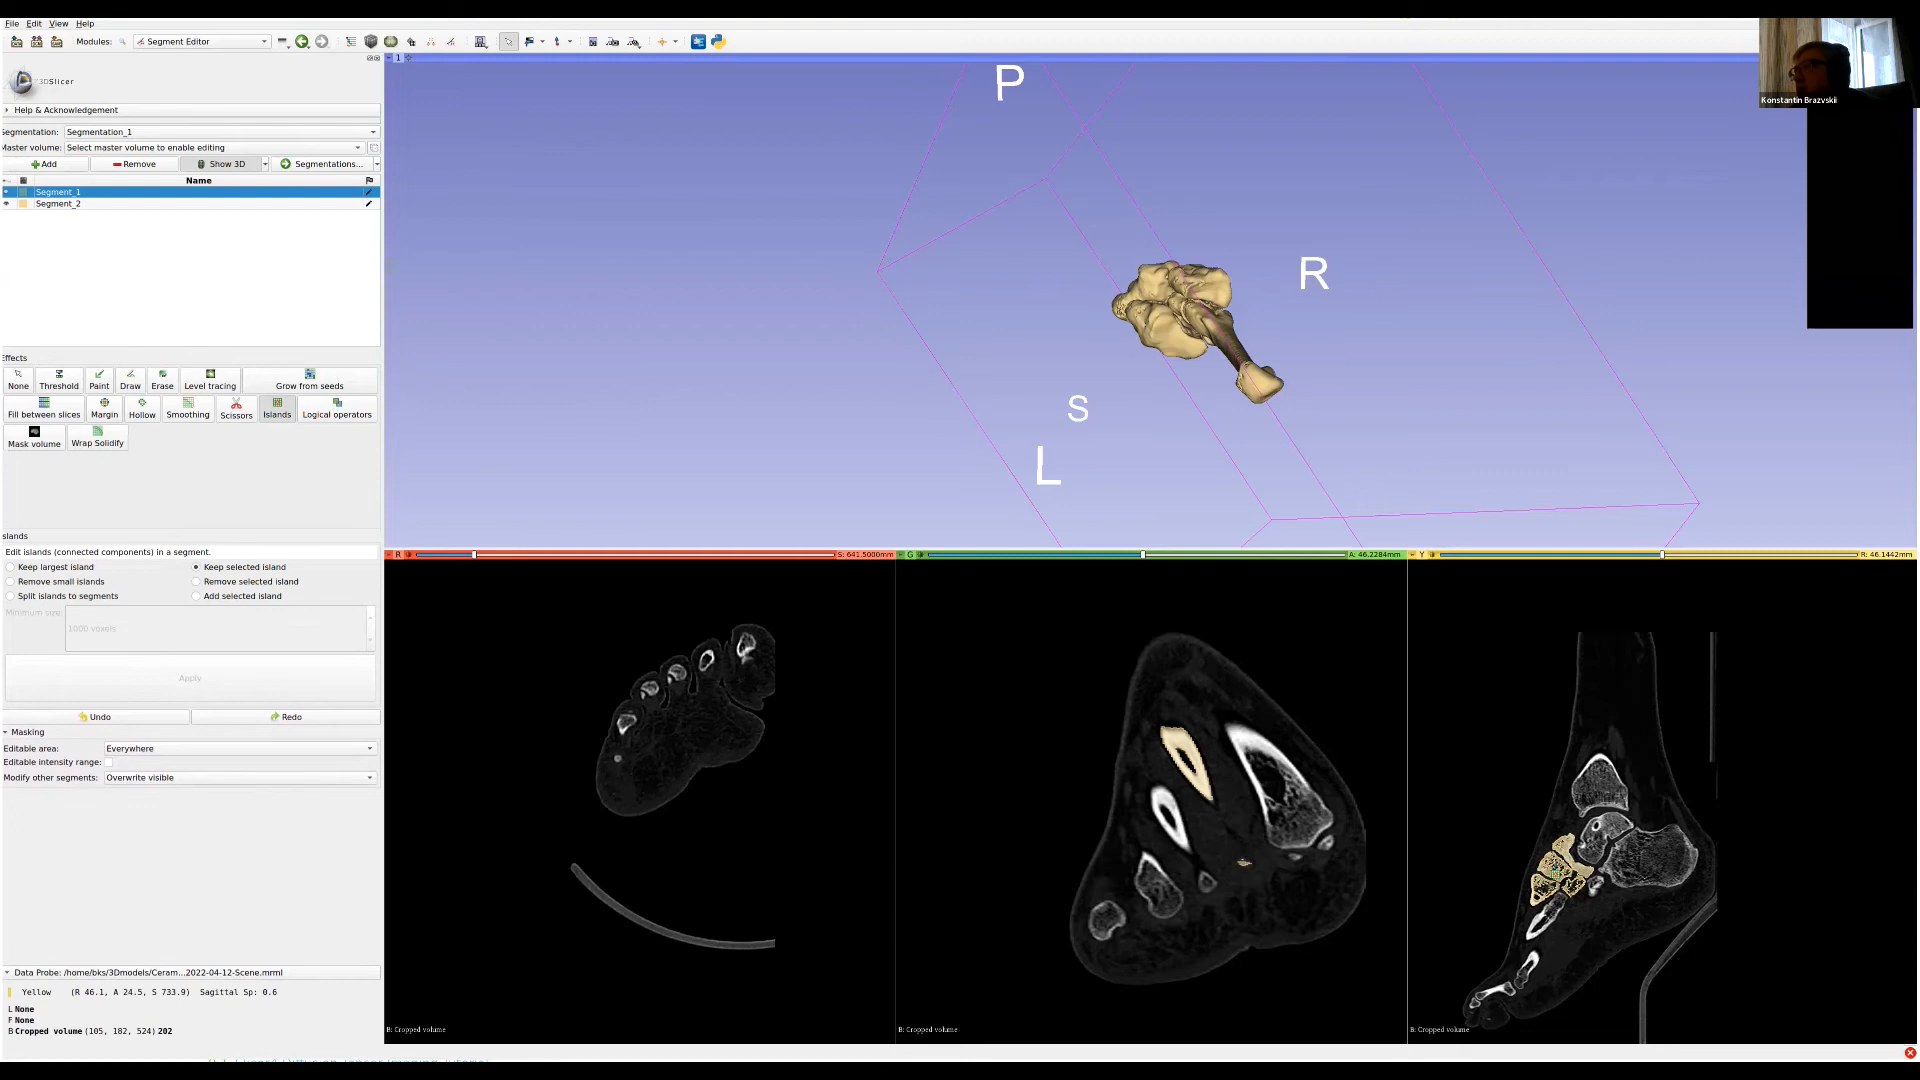 File Edit View Help
Modules: Segment Editor
1
3DSlicer
Help & Acknowledgement
Segmentation: Segmentation_1
Master volume: Select master volume to enable editing
Add Remove Show 3D Segmentations...
Name
Segment_1
Segment_2
Effects
None Threshold Paint Draw Erase Level tracing Grow from seeds
Fill between slices Margin Hollow Smoothing Scissors Islands Logical operators
Mask volume Wrap Solidify
Islands
Edit islands (connected components) in a segment.
Keep largest island Keep selected island
Remove small islands Remove selected island
Split islands to segments Add selected island
Minimum size: 1000 voxels
Apply
Undo Redo
Masking
Editable area: Everywhere
Editable intensity range:
Modify other segments: Overwrite visible
Data Probe: /home/bks/3Dmodels/Ceram...2022-04-12-Scene.mrml
Yellow (R 46.1, A 24.5, S 733.9) Sagittal Sp: 0.6
L None
F None
B Cropped volume (105, 182, 524) 202
P
R
S
L
R S: 641.5000mm
G A: 46.2284mm
Y R: 46.1442mm
B: Cropped volume
B: Cropped volume
B: Cropped volume
Konstantin Brazvskii